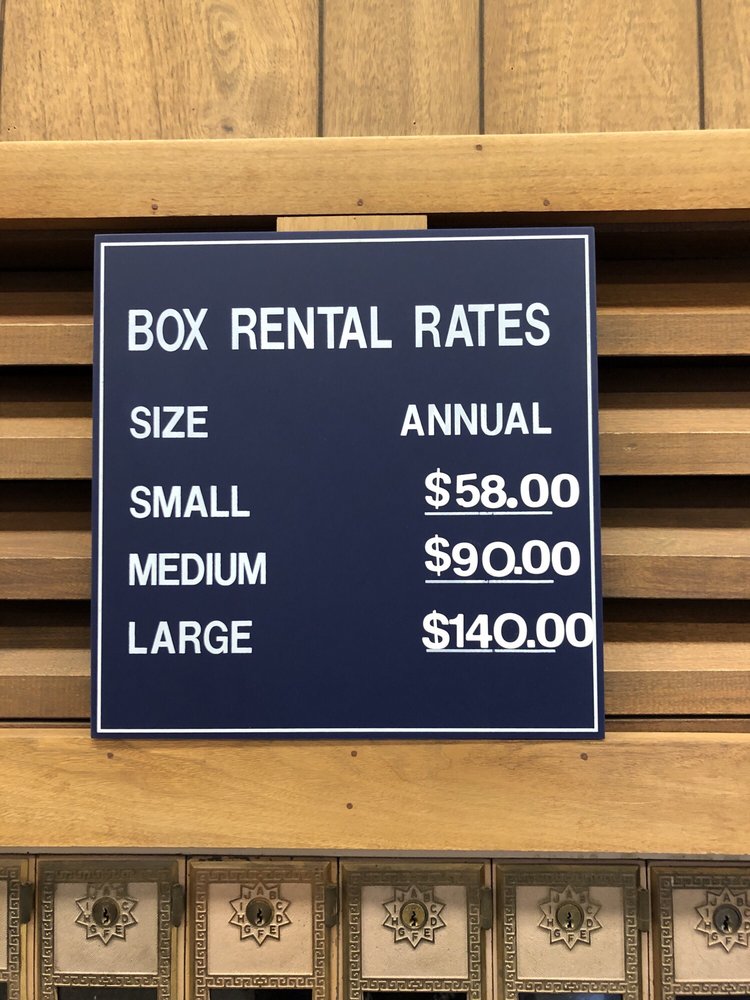 BOX RENTAL RATES
SIZE ANNUAL
SMALL $58.00
MEDIUM $90.00
LARGE $140.00